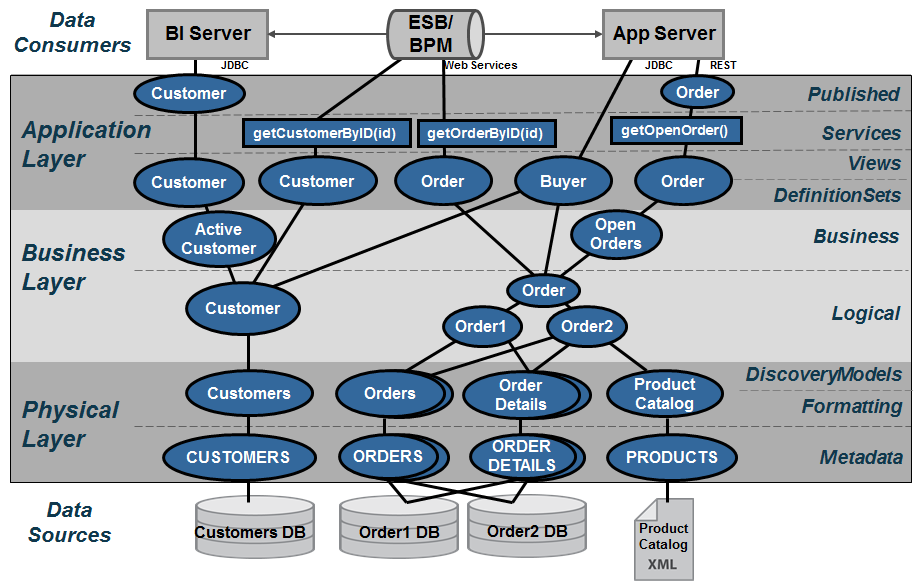 Data
Consumers
BI Server
ESB/
BPM
App Server
JDBC
Web Services
JDBC
REST
Application
Layer
Customer
Order
Published
getCustomerByID(id)
getOrderByID(id)
getOpenOrder()
Services
Customer
Customer
Order
Buyer
Order
Views
DefinitionSets
Business
Layer
Active
Customer
Open
Orders
Business
Customer
Order
Order1
Order2
Logical
Physical
Layer
Customers
Orders
Order
Details
Product
Catalog
DiscoveryModels
Formatting
CUSTOMERS
ORDERS
ORDER
DETAILS
PRODUCTS
Metadata
Data
Sources
Customers DB
Order1 DB
Order2 DB
Product
Catalog
XML